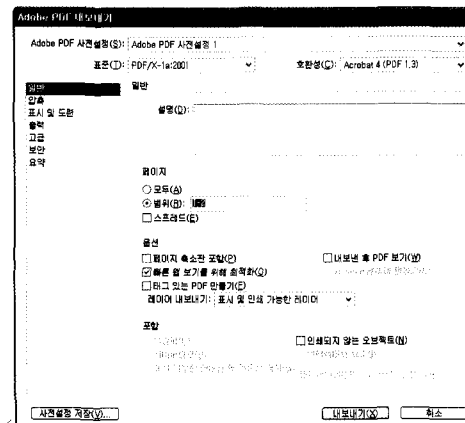 Adobe PDF 내보내기
Adobe PDF 사전설정(S): Adobe PDF 사전설정 1
표준(T): PDF/X-1a:2001 호환성(C): Acrobat 4 (PDF 1,3)
일반
압축
표시 및 도련
출력
고급
보안
요약
일반
설명(D):
페이지
모두(A)
범위(R):
스프레드(E)
옵션
페이지 축소판 포함(P)
내보낸 후 PDF 보기(W)
빠른 웹 보기를 위해 최적화(O)
태그 있는 PDF 만들기(F)
레이어 내보내기: 표시 및 인쇄 가능한 레이어
포함
인쇄되지 않는 오브젝트(N)
사전설정 저장(V)... 내보내기(X) 취소